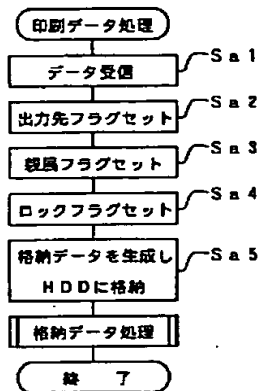 印刷データ処理
データ受信
Sa1
出力先フラグセット
Sa2
親展フラグセット
Sa3
ロックフラグセット
Sa4
格納データを生成し
HDDに格納
Sa5
格納データ処理
終 了